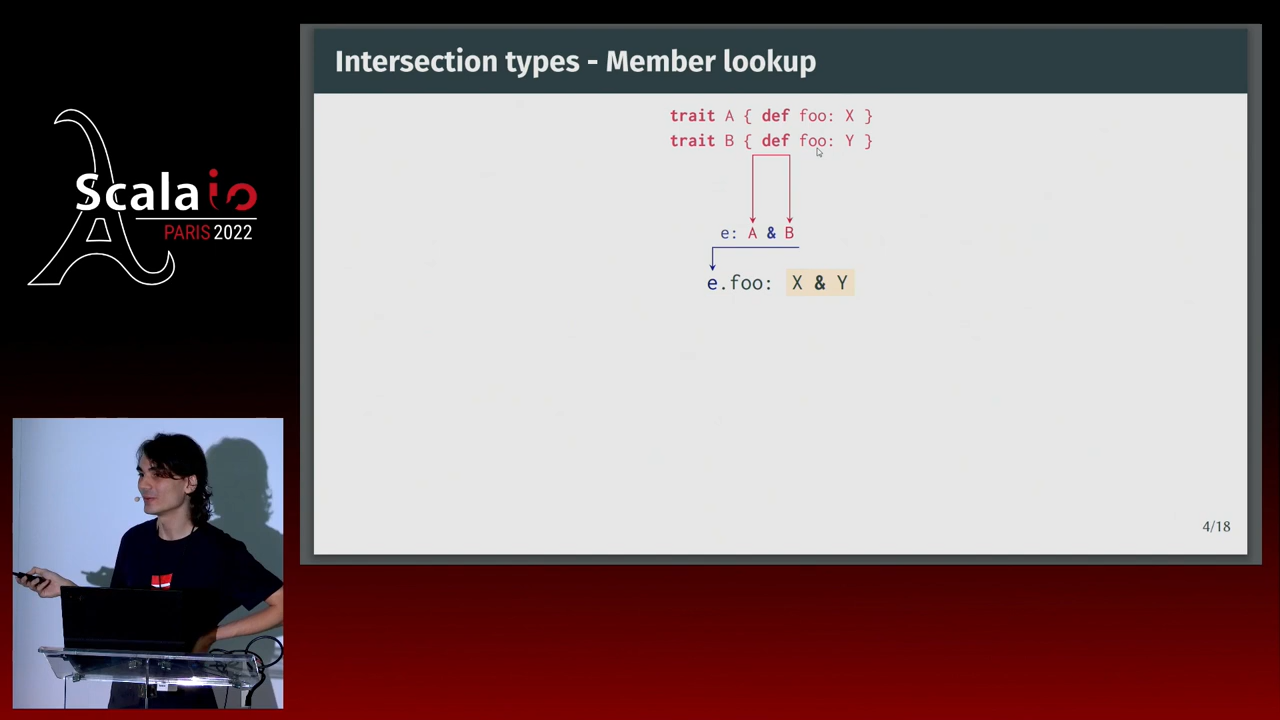 Scala io
PARIS 2022
Intersection types - Member lookup
trait A { def foo: X }
trait B { def foo: Y }
e: A & B
e.foo: X & Y
4/18